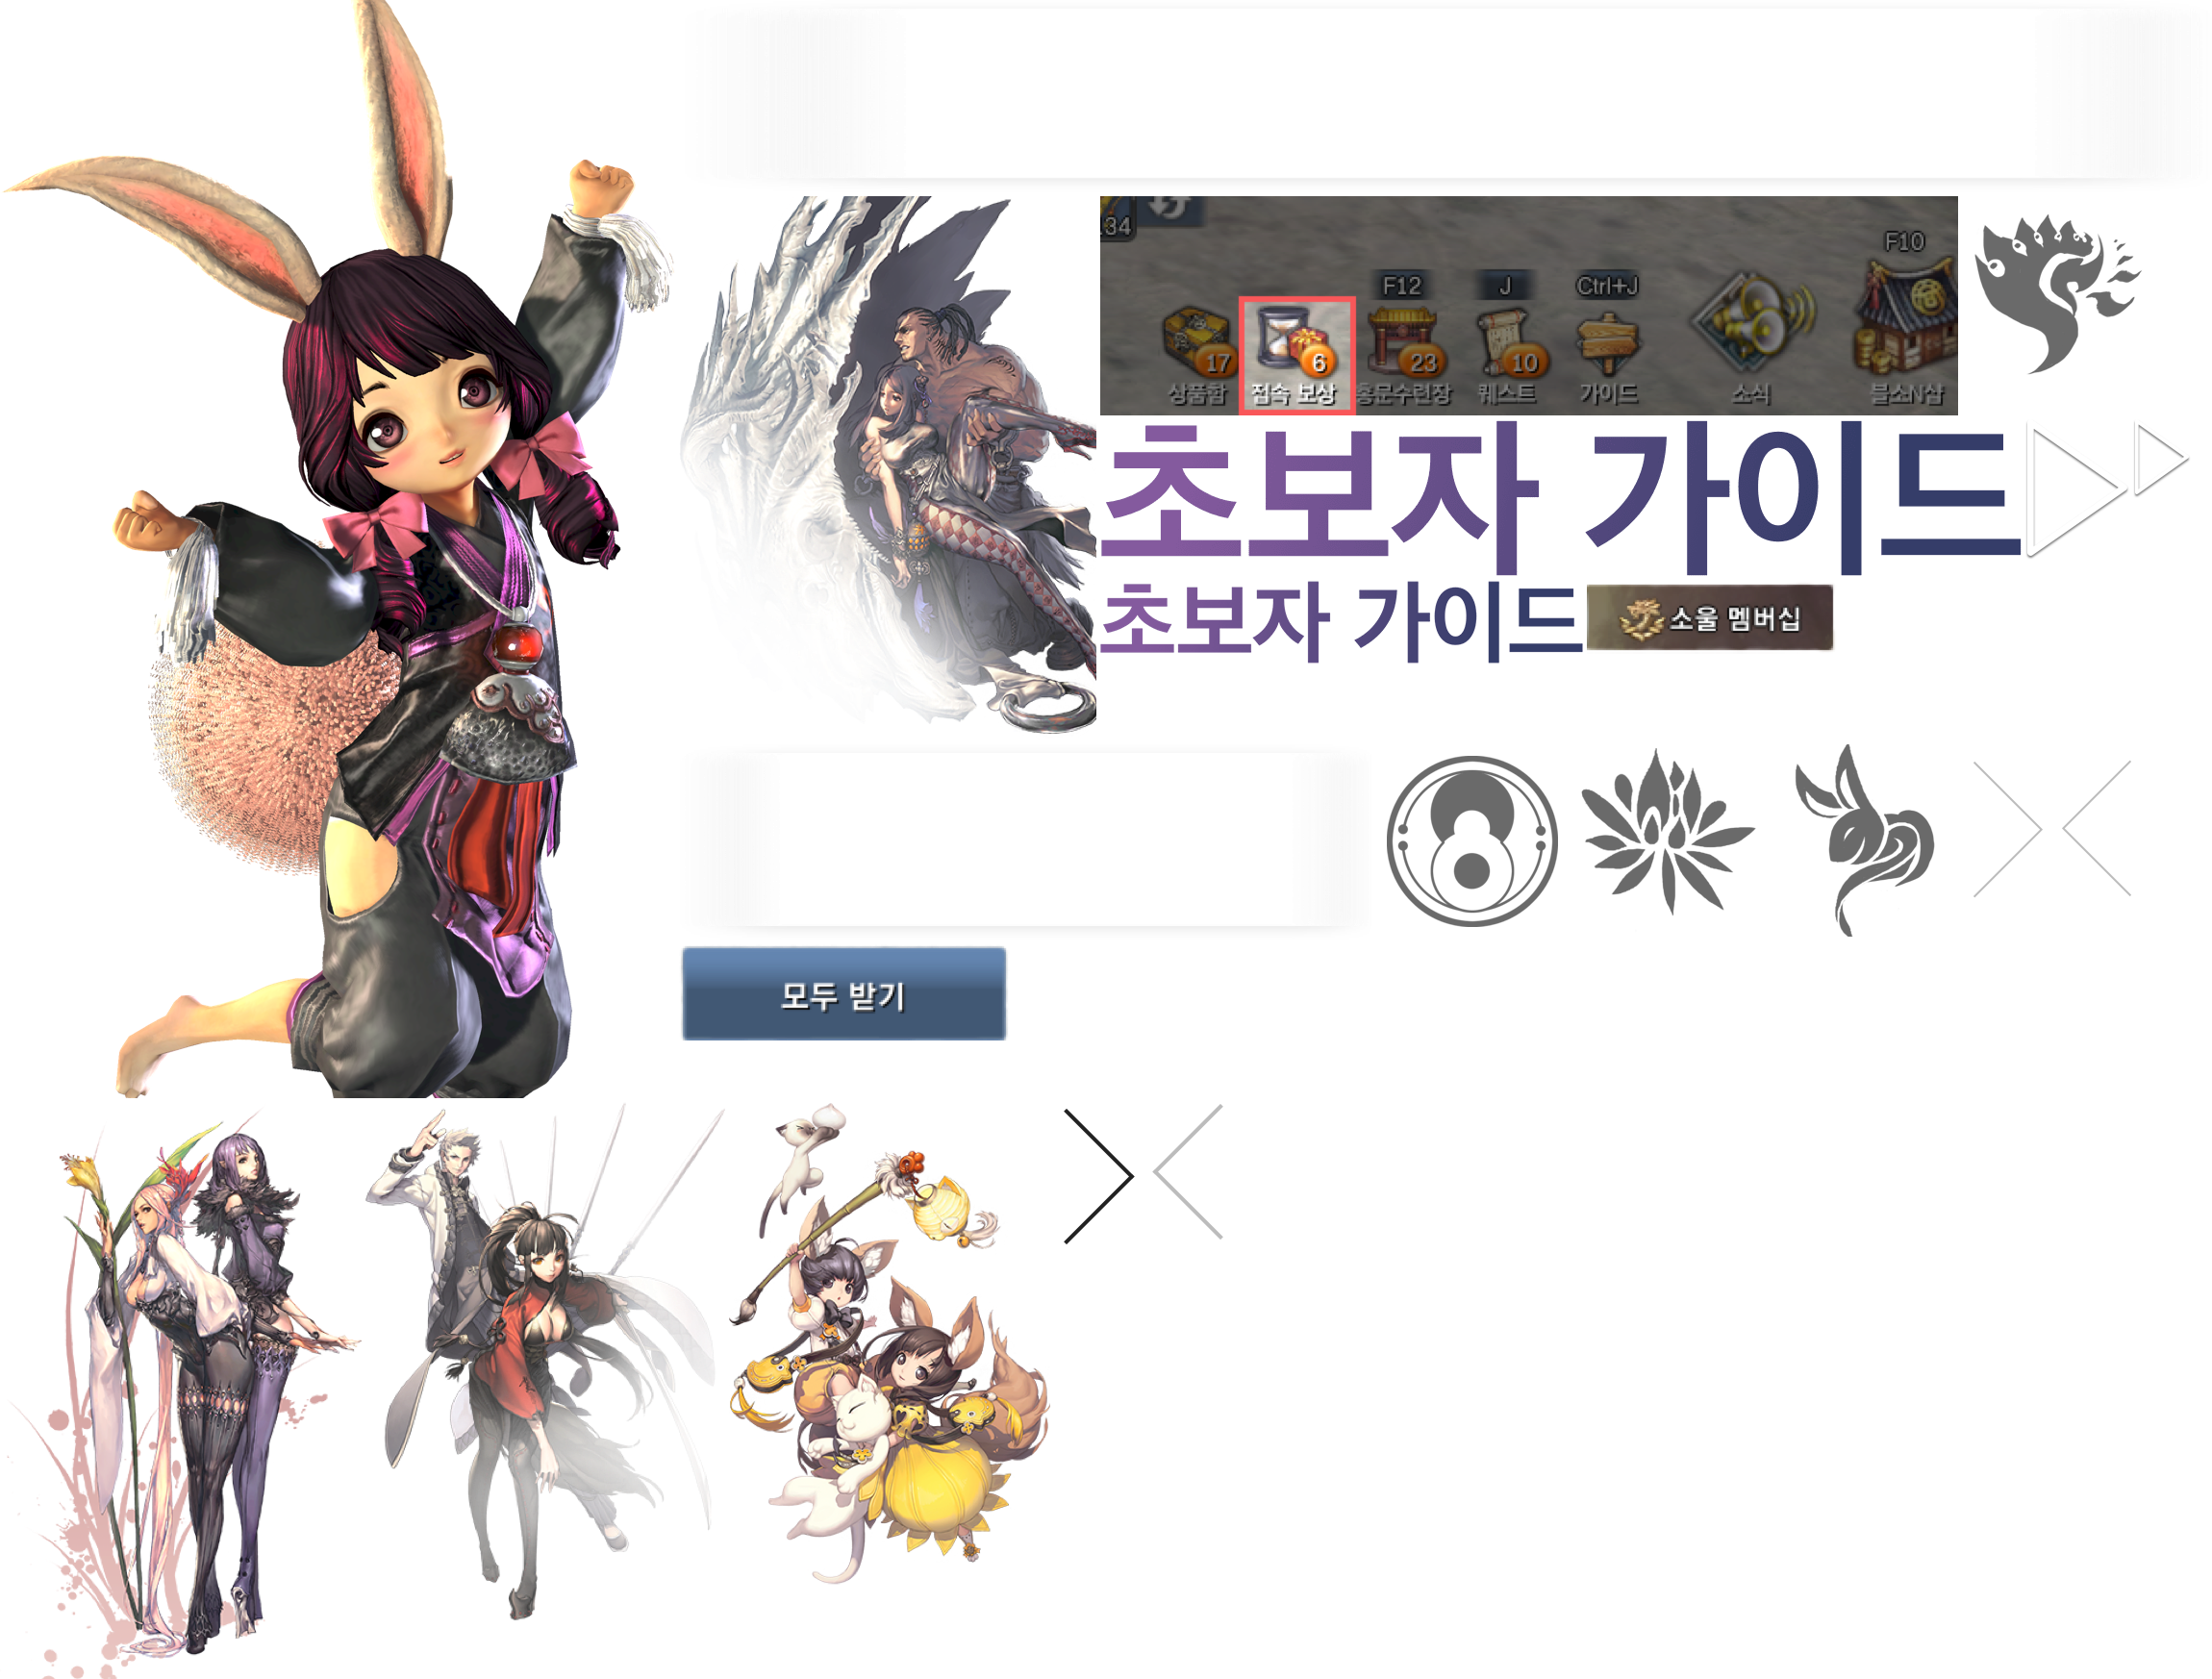 134
F10
F12
J
Ctrl+J
17
6
23
10
상품함
접속 보상
홍문수련장
퀘스트
가이드
소식
블소N샵
초보자 가이드
초보자 가이드
소울 멤버십
모두 받기